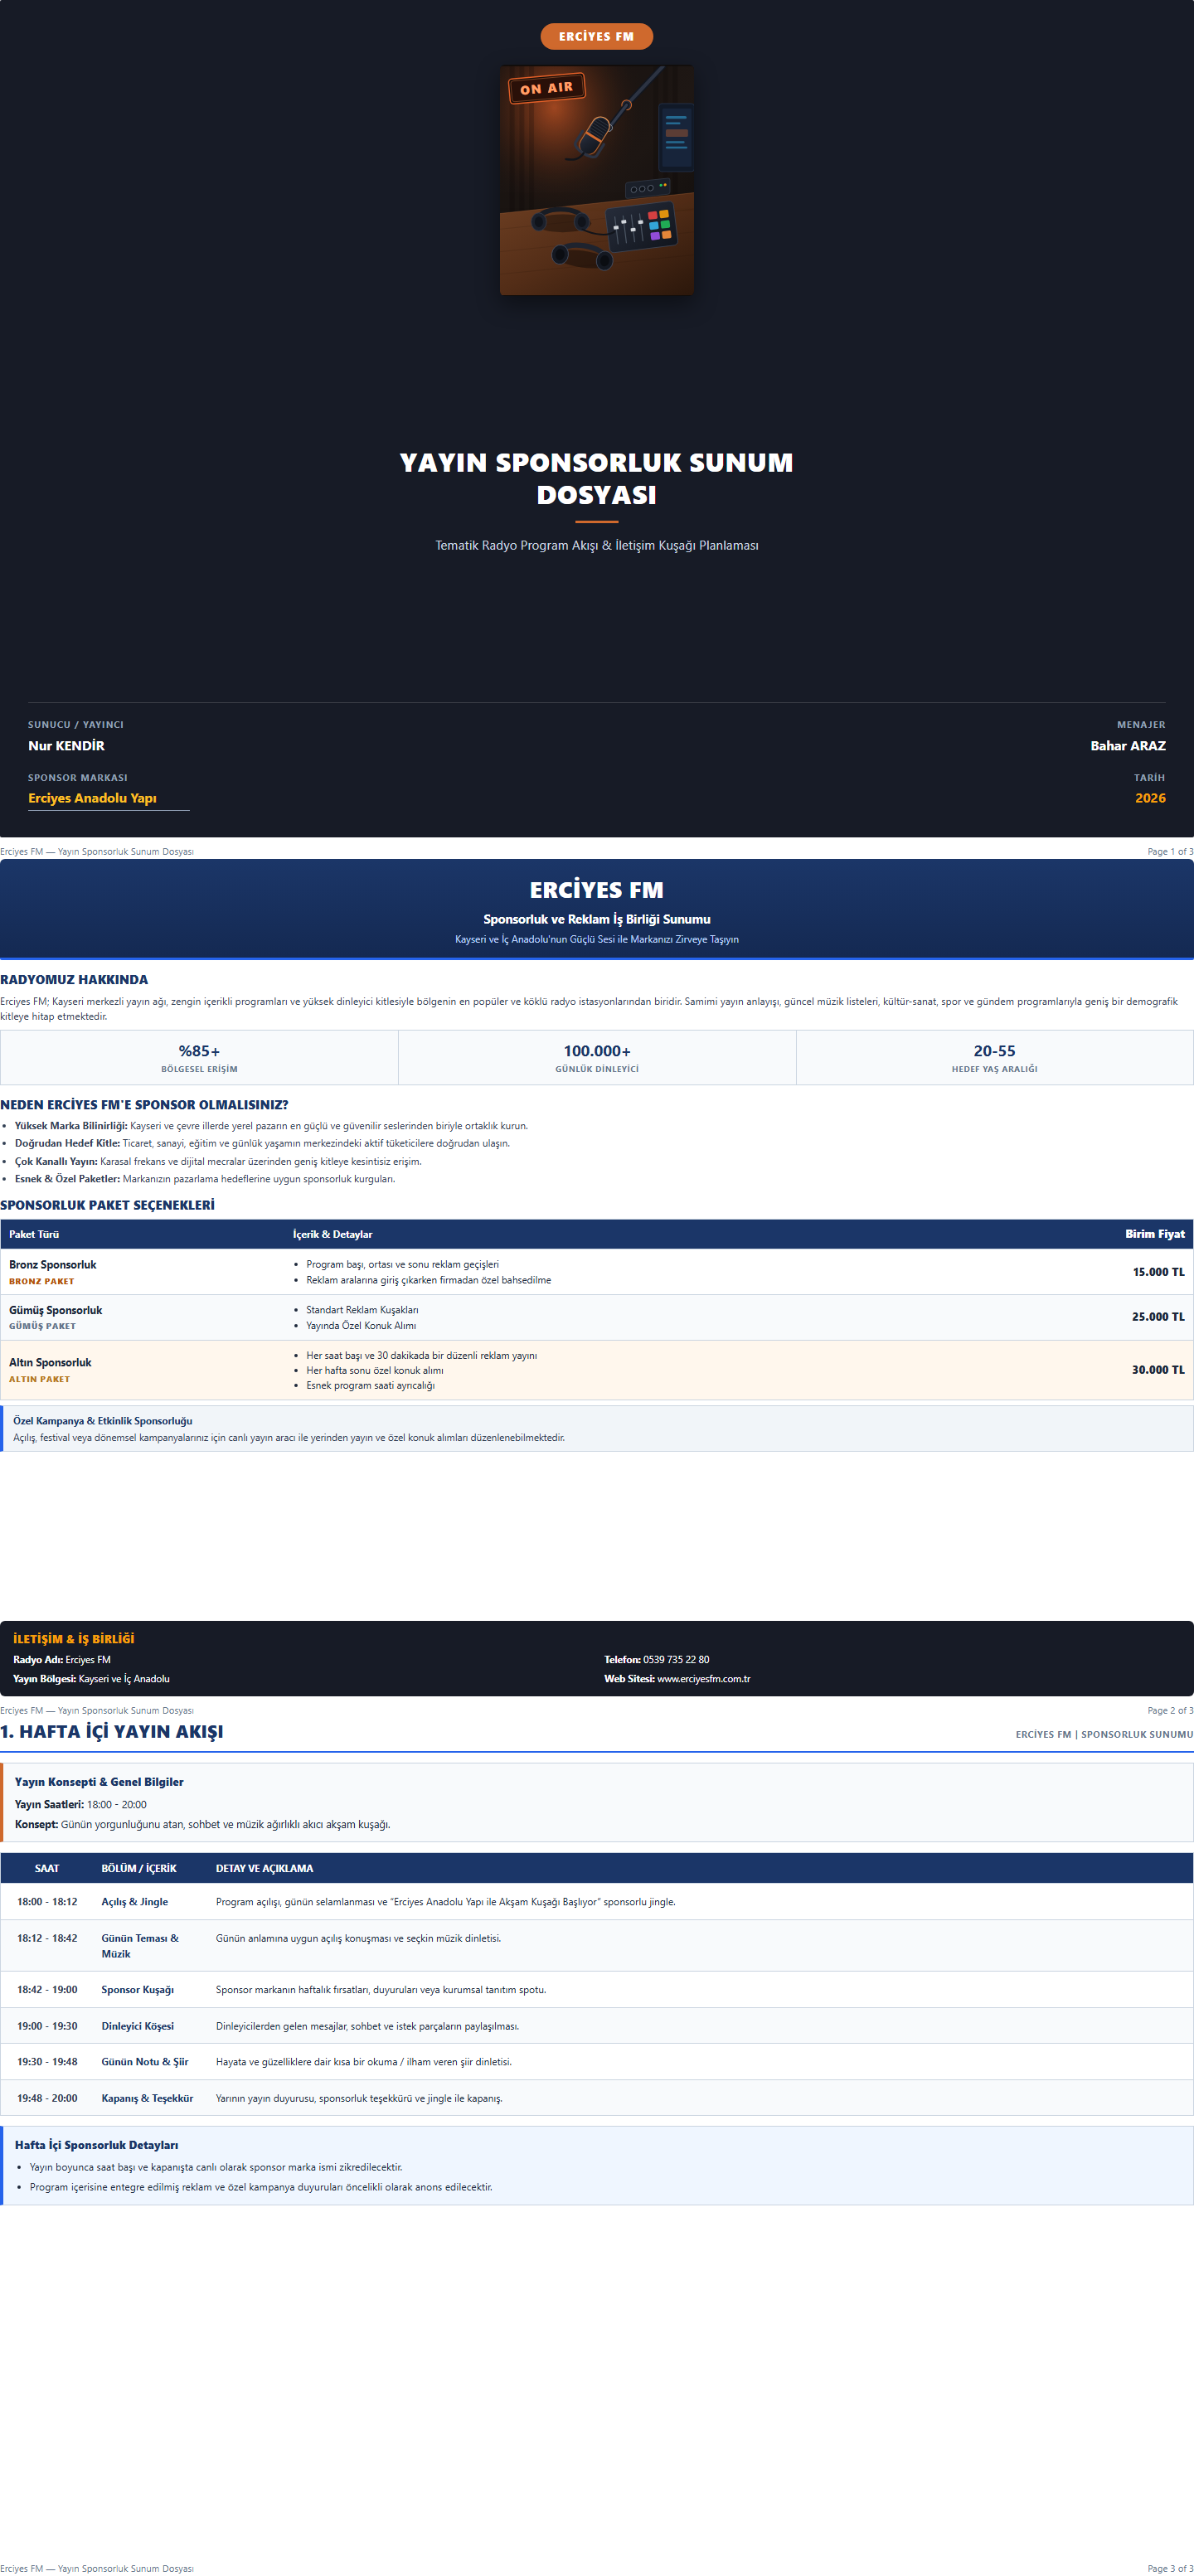 ERCİYES FM
ON AIR
YAYIN SPONSORLUK SUNUM
DOSYASI
Tematik Radyo Program Akışı & İletişim Kuşağı Planlaması
SUNUCU / YAYINCI
MENAJER
Nur KENDİR
Bahar ARAZ
SPONSOR MARKASI
TARİH
Erciyes Anadolu Yapı
2026
Erciyes FM — Yayın Sponsorluk Sunum Dosyası
Page 1 of 3
ERCİYES FM
Sponsorluk ve Reklam İş Birliği Sunumu
Kayseri ve İç Anadolu'nun Güçlü Sesi ile Markanızı Zirveye Taşıyın
RADYOMUZ HAKKINDA
Erciyes FM; Kayseri merkezli yayın ağı, zengin içerikli programları ve yüksek dinleyici kitlesiyle bölgenin en popüler ve köklü radyo istasyonlarından biridir. Samimi yayın anlayışı, güncel müzik listeleri, kültür-sanat, spor ve gündem programlarıyla geniş bir demografik
kitleye hitap etmektedir.
%85+
100.000+
20-55
BÖLGESEL ERİŞİM
GÜNLÜK DİNLEYİCİ
HEDEF YAŞ ARALIĞI
NEDEN ERCİYES FM'E SPONSOR OLMALISINIZ?
• Yüksek Marka Bilinirliği: Kayseri ve çevre illerde yerel pazarın en güçlü ve güvenilir seslerinden biriyle ortaklık kurun.
• Doğrudan Hedef Kitle: Ticaret, sanayi, eğitim ve günlük yaşamın merkezindeki aktif tüketicilere doğrudan ulaşın.
• Çok Kanallı Yayın: Karasal frekans ve dijital mecralar üzerinden geniş kitleye kesintisiz erişim.
• Esnek & Özel Paketler: Markanızın pazarlama hedeflerine uygun sponsorluk kurguları.
SPONSORLUK PAKET SEÇENEKLERİ
Paket Türü
İçerik & Detaylar
Birim Fiyat
Bronz Sponsorluk
BRONZ PAKET
• Program başı, ortası ve sonu reklam geçişleri
• Reklam aralarına giriş çıkarken firmadan özel bahsedilme
15.000 TL
Gümüş Sponsorluk
GÜMÜŞ PAKET
• Standart Reklam Kuşakları
• Yayında Özel Konuk Alımı
25.000 TL
Altın Sponsorluk
ALTIN PAKET
• Her saat başı ve 30 dakikada bir düzenli reklam yayını
• Her hafta sonu özel konuk alımı
• Esnek program saati ayrıcalığı
30.000 TL
Özel Kampanya & Etkinlik Sponsorluğu
Açılış, festival veya dönemsel kampanyalarınız için canlı yayın aracı ile yerinden yayın ve özel konuk alımları düzenlenebilmektedir.
İLETİŞİM & İŞ BİRLİĞİ
Radyo Adı: Erciyes FM
Telefon: 0539 735 22 80
Yayın Bölgesi: Kayseri ve İç Anadolu
Web Sitesi: www.erciyesfm.com.tr
Erciyes FM — Yayın Sponsorluk Sunum Dosyası
Page 2 of 3
1. HAFTA İÇİ YAYIN AKIŞI
ERCİYES FM | SPONSORLUK SUNUMU
Yayın Konsepti & Genel Bilgiler
Yayın Saatleri: 18:00 - 20:00
Konsept: Günün yorgunluğunu atan, sohbet ve müzik ağırlıklı akıcı akşam kuşağı.
SAAT
BÖLÜM / İÇERİK
DETAY VE AÇIKLAMA
18:00 - 18:12
Açılış & Jingle
Program açılışı, günün selamlanması ve "Erciyes Anadolu Yapı ile Akşam Kuşağı Başlıyor" sponsorlu jingle.
18:12 - 18:42
Günün Teması &
Müzik
Günün anlamına uygun açılış konuşması ve seçkin müzik dinletisi.
18:42 - 19:00
Sponsor Kuşağı
Sponsor markanın haftalık fırsatları, duyuruları veya kurumsal tanıtım spotu.
19:00 - 19:30
Dinleyici Köşesi
Dinleyicilerden gelen mesajlar, sohbet ve istek parçaların paylaşılması.
19:30 - 19:48
Günün Notu & Şiir
Hayata ve güzelliklere dair kısa bir okuma / ilham veren şiir dinletisi.
19:48 - 20:00
Kapanış & Teşekkür
Yarının yayın duyurusu, sponsorluk teşekkürü ve jingle ile kapanış.
Hafta İçi Sponsorluk Detayları
• Yayın boyunca saat başı ve kapanışta canlı olarak sponsor marka ismi zikredilecektir.
• Program içerisine entegre edilmiş reklam ve özel kampanya duyuruları öncelikli olarak anons edilecektir.
Erciyes FM — Yayın Sponsorluk Sunum Dosyası
Page 3 of 3